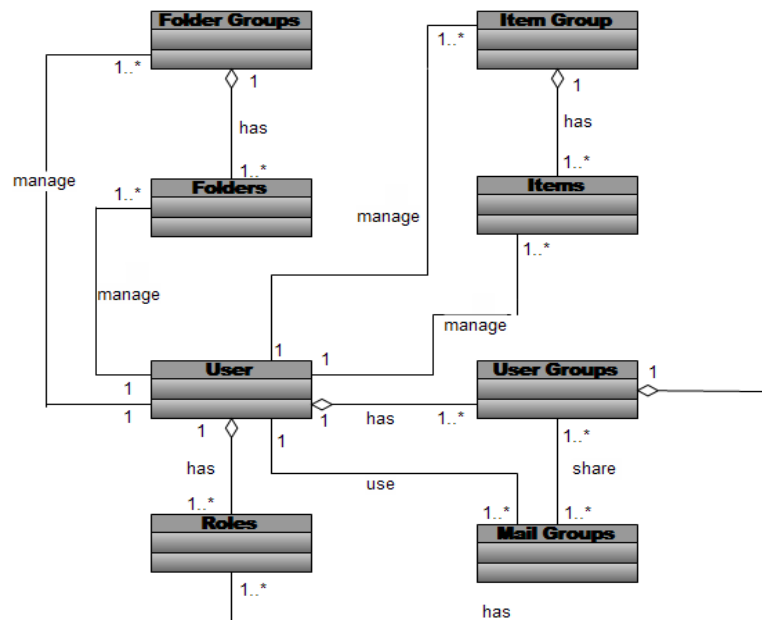 Folder Groups
Item Group
1..*
1
1..*
1
has
has
1..*
1..*
manage
1..*
Folders
Items
manage
1..*
manage
manage
1
1
User
User Groups
1
1
1
1
has
1..*
1..*
1
1
has
share
use
1..*
1..*
1..*
Roles
Mail Groups
1..*
has